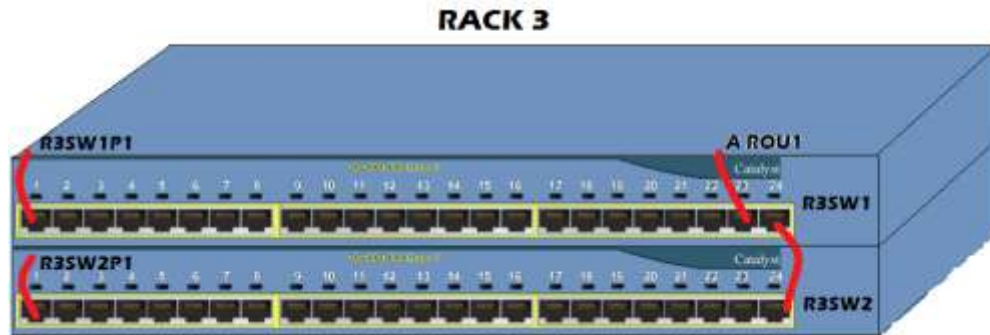 RACK 3
R3SW1P1
A ROU1
Catalyst
1 2 3 4 5 6 7 8 9 10 11 12 13 14 15 16 17 18 19 20 21 22 23 24
R3SW1
R3SW2P1
Catalyst
1 2 3 4 5 6 7 8 9 10 11 12 13 14 15 16 17 18 19 20 21 22 23 24
R3SW2